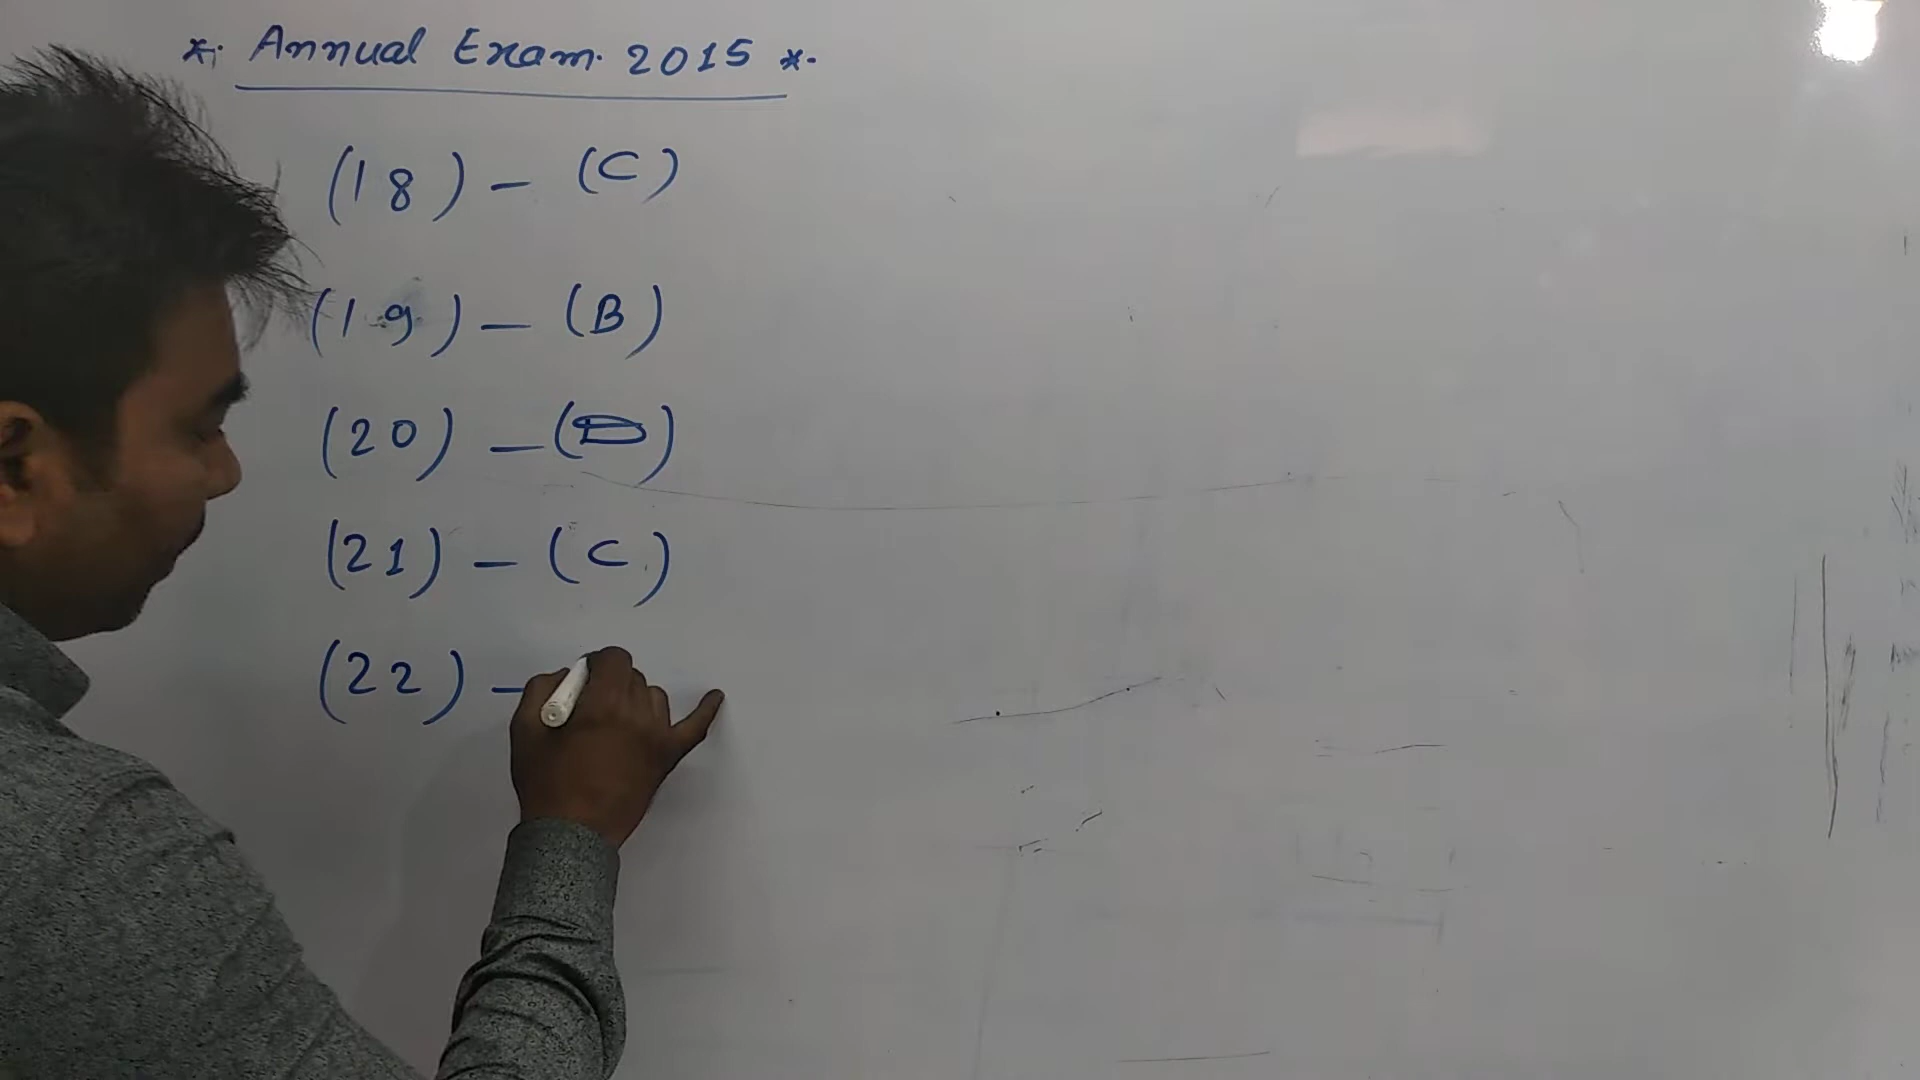 *. Annual Exam. 2015 *.
(18) - (C)
(19) - (B)
(20) - (D)
(21) - (C)
(22) -